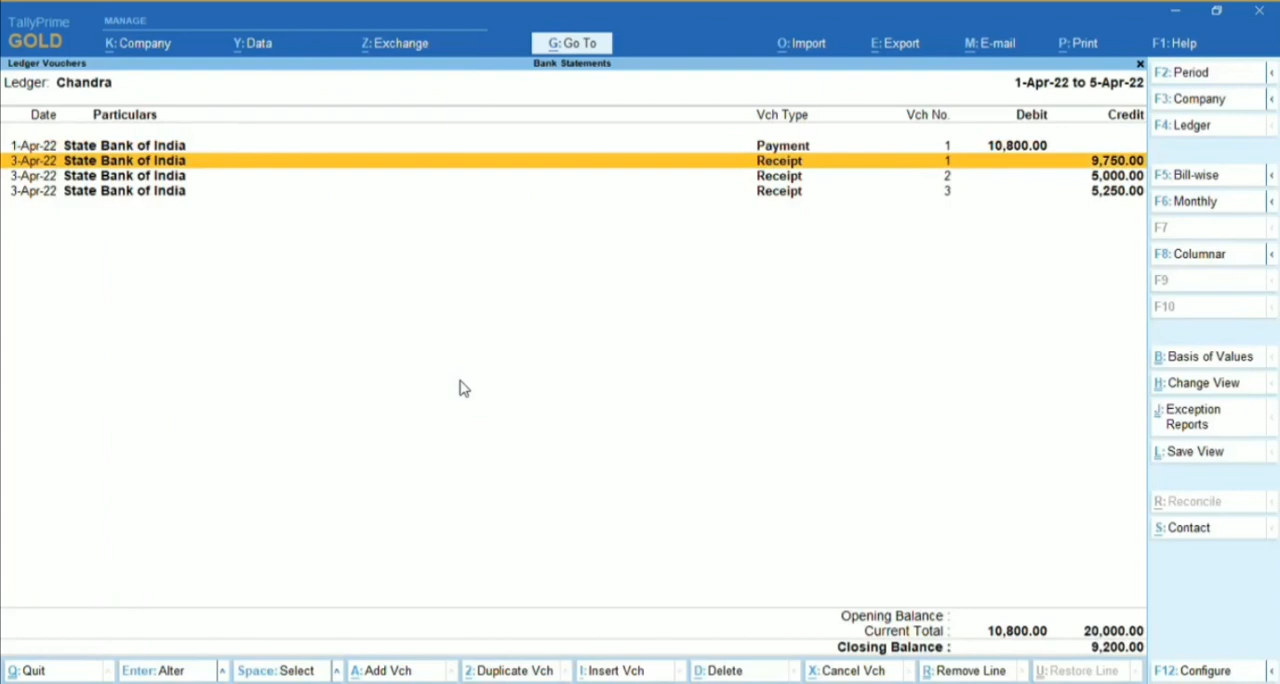 TallyPrime
GOLD
MANAGE
K: Company Y: Data Z: Exchange G: Go To O: Import E: Export M: E-mail P: Print F1: Help
Ledger Vouchers Bank Statements
Ledger: Chandra 1-Apr-22 to 5-Apr-22
Date Particulars Vch Type Vch No. Debit Credit
1-Apr-22 State Bank of India Payment 1 10,800.00
3-Apr-22 State Bank of India Receipt 1 9,750.00
3-Apr-22 State Bank of India Receipt 2 5,000.00
3-Apr-22 State Bank of India Receipt 3 5,250.00
Opening Balance :
Current Total : 10,800.00 20,000.00
Closing Balance : 9,200.00
F2: Period
F3: Company
F4: Ledger
F5: Bill-wise
F6: Monthly
F7
F8: Columnar
F9
F10
B: Basis of Values
H: Change View
J: Exception
Reports
L: Save View
R: Reconcile
S: Contact
Q: Quit Enter: Alter Space: Select A: Add Vch 2: Duplicate Vch I: Insert Vch D: Delete X: Cancel Vch R: Remove Line U: Restore Line F12: Configure